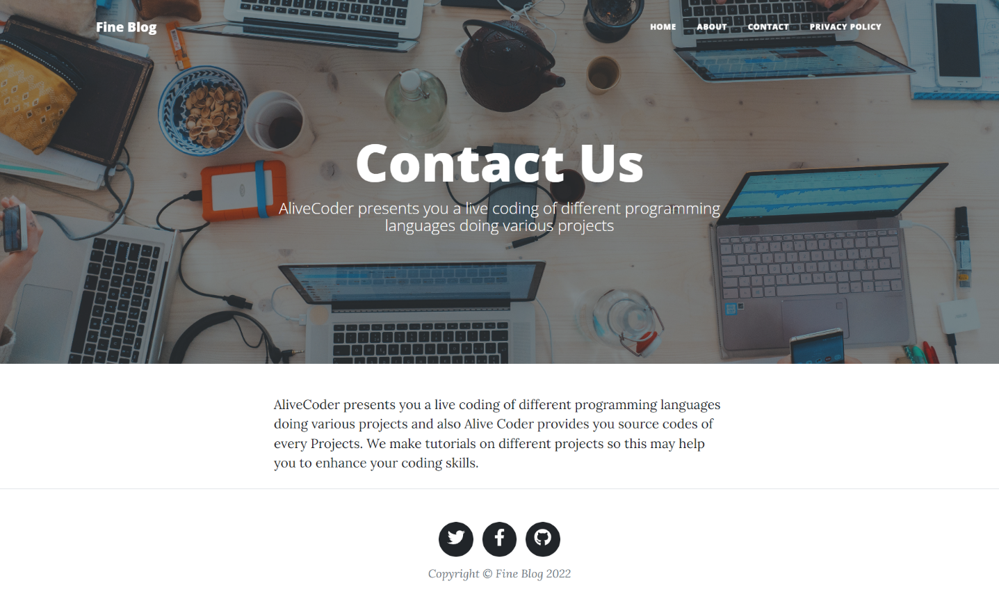 Fine Blog
HOME ABOUT CONTACT PRIVACY POLICY
Contact Us
AliveCoder presents you a live coding of different programming
languages doing various projects
AliveCoder presents you a live coding of different programming languages
doing various projects and also Alive Coder provides you source codes of
every Projects. We make tutorials on different projects so this may help
you to enhance your coding skills.
Copyright © Fine Blog 2022